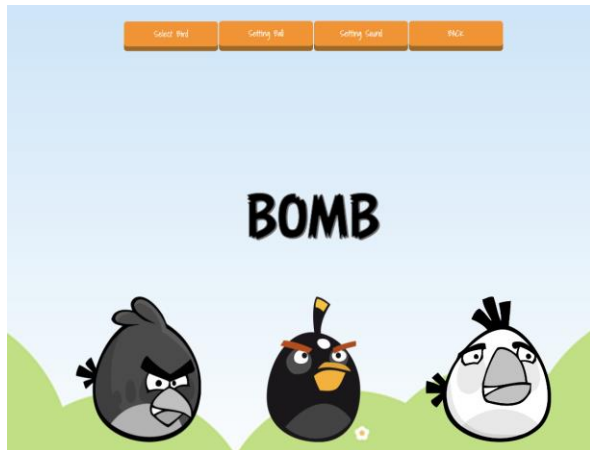 Select Bird
Setting Ball
Setting Sound
BACK
BOMB